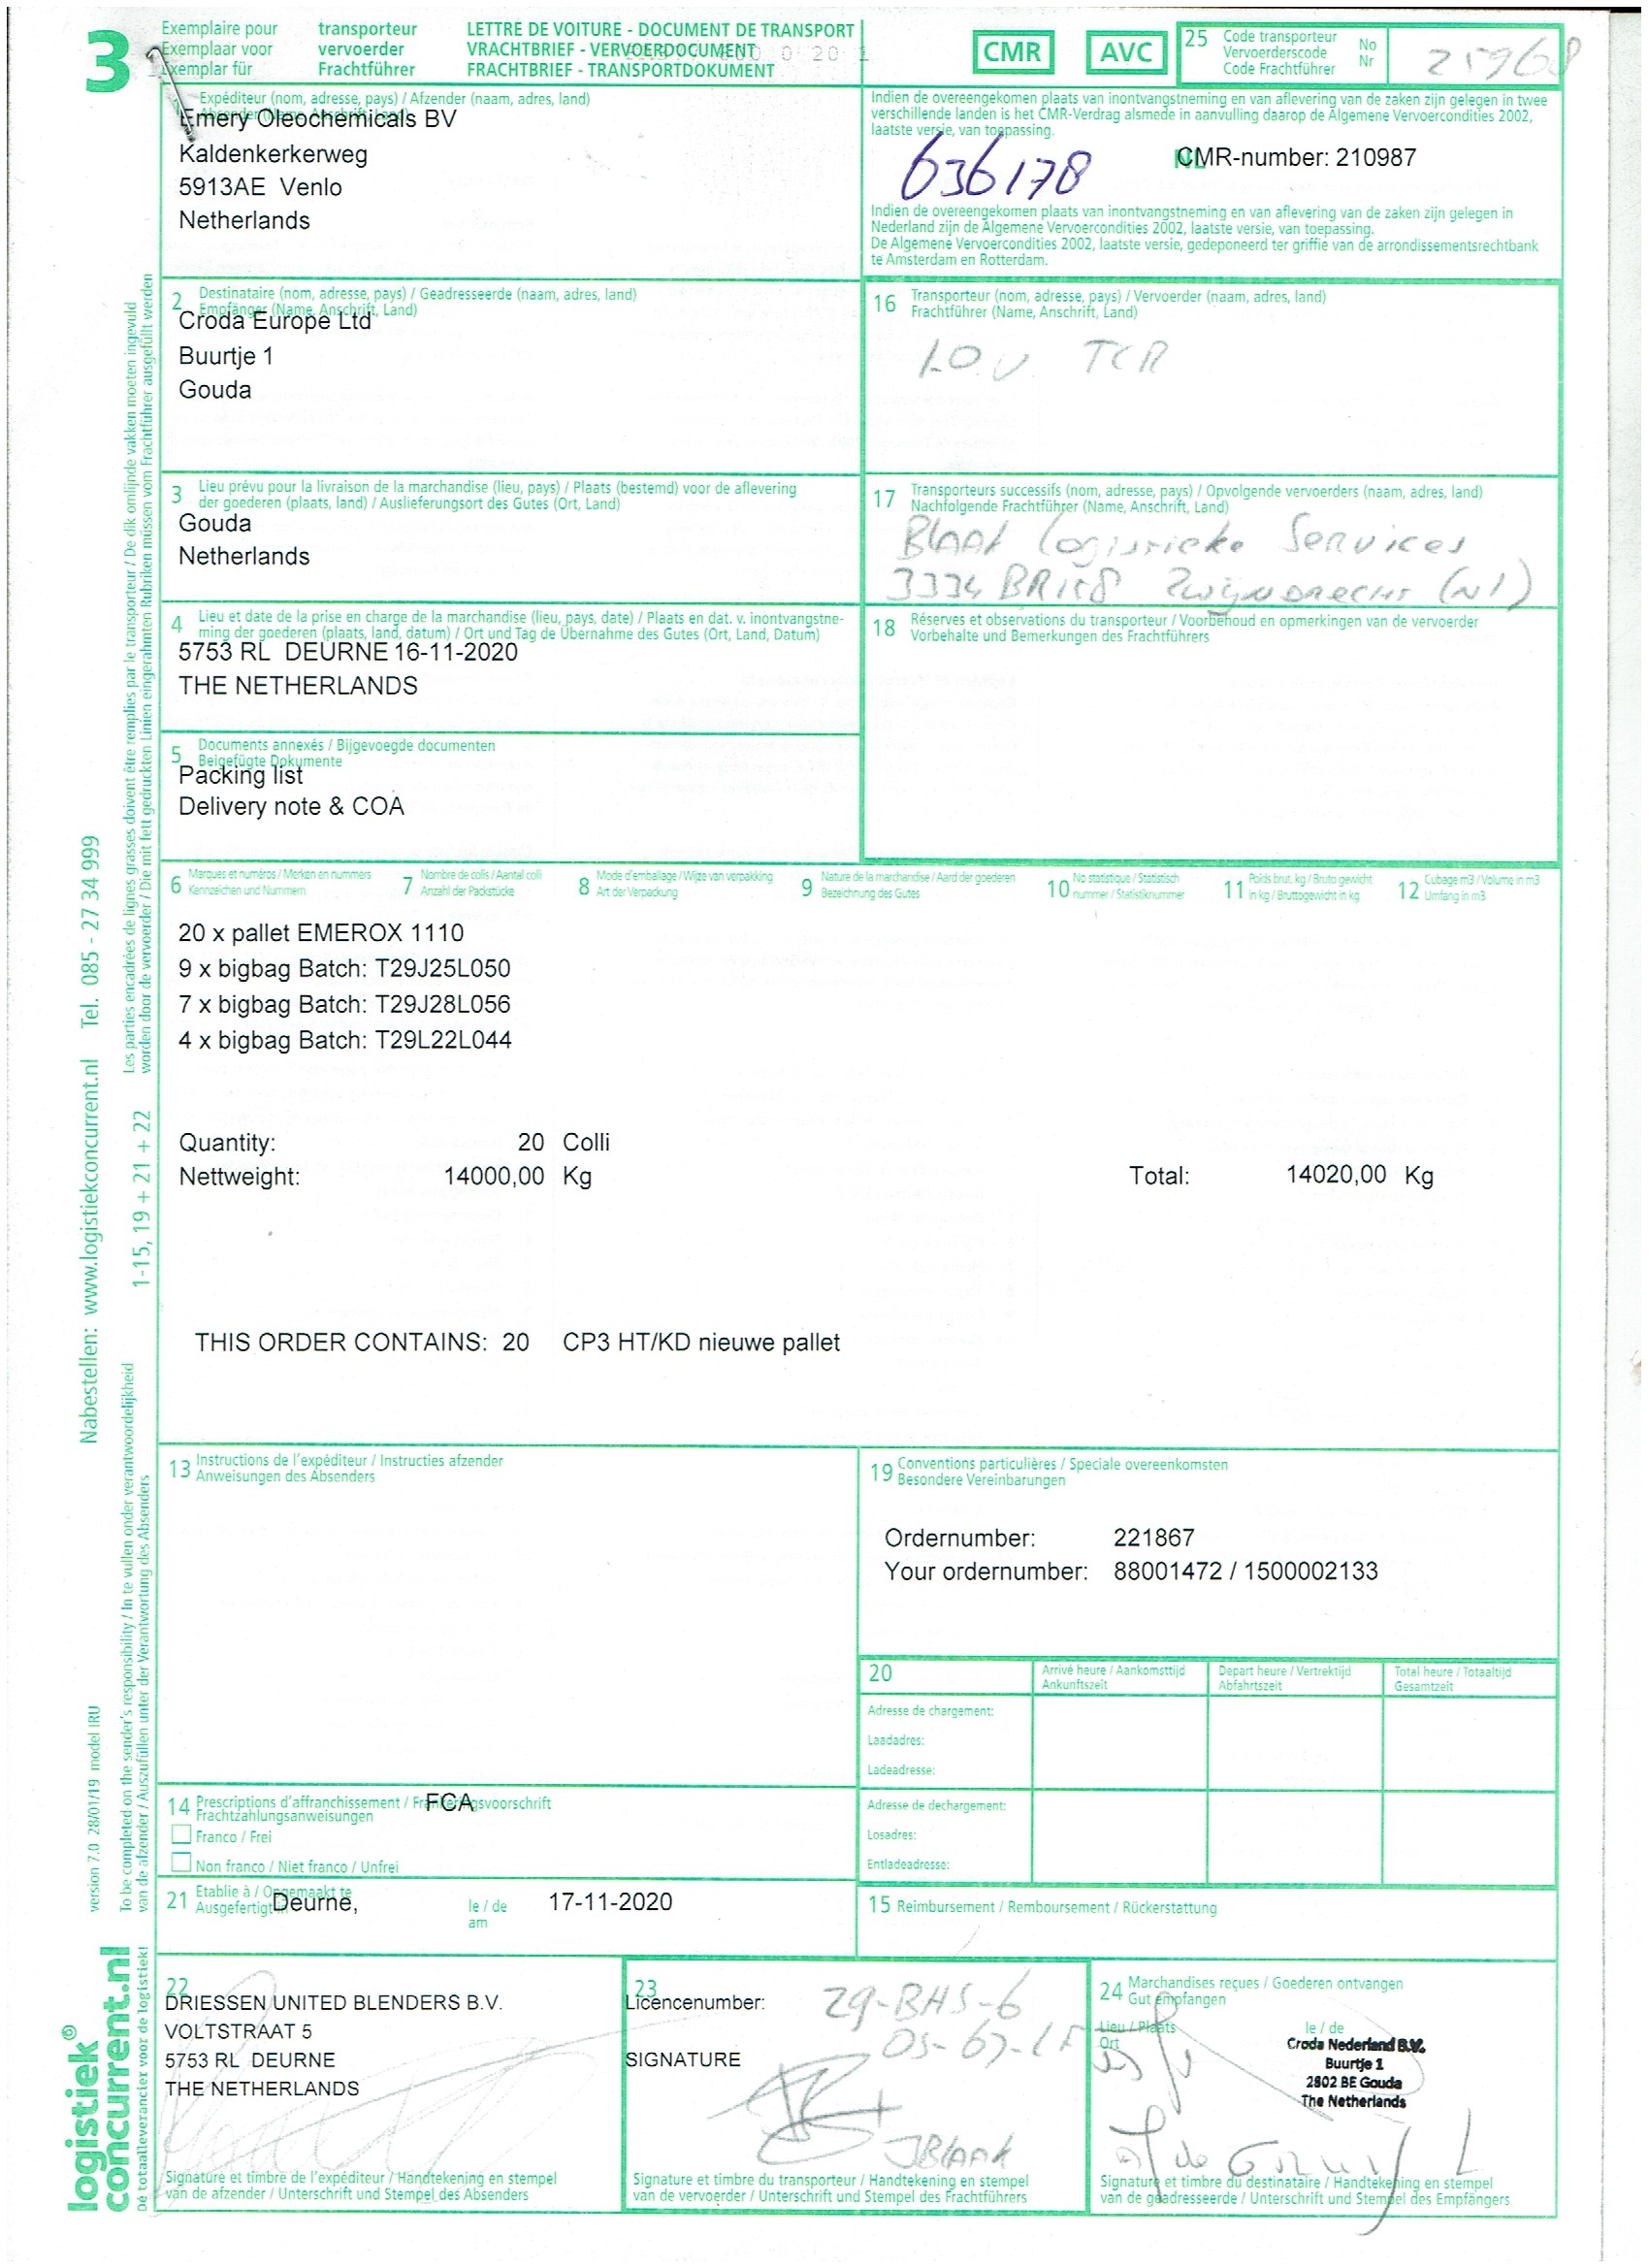 3
Exemplaire pour transporteur
Exemplaar voor vervoerder
Exemplar für Frachtführer
LETTRE DE VOITURE - DOCUMENT DE TRANSPORT
VRACHTBRIEF - VERVOERDOCUMENT
FRACHTBRIEF - TRANSPORTDOKUMENT
CMR
AVC
25 Code transporteur No
Vervoerderscode Nr
Code Frachtführer
25968
Expéditeur (nom, adresse, pays) / Afzender (naam, adres, land)
Absender (Name, Anschrift, Land)
Emery Oleochemicals BV
Kaldenkerkerweg
5913AE Venlo
Netherlands
Indien de overeengekomen plaats van inontvangstneming en van aflevering van de zaken zijn gelegen in twee
verschillende landen is het CMR-Verdrag alsmede in aanvulling daarop de Algemene Vervoercondities 2002,
laatste versie, van toepassing.
636178
NL
CMR-number: 210987
Indien de overeengekomen plaats van inontvangstneming en van aflevering van de zaken zijn gelegen in
Nederland zijn de Algemene Vervoercondities 2002, laatste versie, van toepassing.
De Algemene Vervoercondities 2002, laatste versie, gedeponeerd ter griffie van de arrondissementsrechtbank
te Amsterdam en Rotterdam.
2 Destinataire (nom, adresse, pays) / Geadresseerde (naam, adres, land)
Empfänger (Name, Anschrift, Land)
Croda Europe Ltd
Buurtje 1
Gouda
16 Transporteur (nom, adresse, pays) / Vervoerder (naam, adres, land)
Frachtführer (Name, Anschrift, Land)
I.O.V. TCR
3 Lieu prévu pour la livraison de la marchandise (lieu, pays) / Plaats (bestemd) voor de aflevering
der goederen (plaats, land) / Auslieferungsort des Gutes (Ort, Land)
Gouda
Netherlands
17 Transporteurs successifs (nom, adresse, pays) / Opvolgende vervoerders (naam, adres, land)
Nachfolgende Frachtführer (Name, Anschrift, Land)
Blaak Logistieke Services
3334 Zwijndrecht (Nl)
4 Lieu et date de la prise en charge de la marchandise (lieu, pays, date) / Plaats en dat. v. inontvangstne-
ming der goederen (plaats, land, datum) / Ort und Tag de Übernahme des Gutes (Ort, Land, Datum)
5753 RL DEURNE 16-11-2020
THE NETHERLANDS
18 Réserves et observations du transporteur / Voorbehoud en opmerkingen van de vervoerder
Vorbehalte und Bemerkungen des Frachtführers
5 Documents annexés / Bijgevoegde documenten
Beigefügte Dokumente
Packing list
Delivery note & COA
6 Marques et numéros / Merken en nummers
Kennzeichen und Nummern
7 Nombre de colis / Aantal colli
Anzahl der Packstücke
8 Mode d'emballage / Wijze van verpakking
Art der Verpackung
9 Nature de la marchandise / Aard der goederen
Bezeichnung des Gutes
10 No statistique / Statistisch
nummer / Statistiknummer
11 Poids brut, kg / Bruto gewicht
in kg / Bruttogewicht in kg
12 Cubage m3 / Volume in m3
Umfang in m3
20 x pallet EMEROX 1110
9 x bigbag Batch: T29J25L050
7 x bigbag Batch: T29J28L056
4 x bigbag Batch: T29L22L044
Quantity: 20 Colli
Nettweight: 14000,00 Kg Total: 14020,00 Kg
THIS ORDER CONTAINS: 20 CP3 HT/KD nieuwe pallet
13 Instructions de l'expéditeur / Instructies afzender
Anweisungen des Absenders
19 Conventions particulières / Speciale overeenkomsten
Besondere Vereinbarungen
Ordernumber: 221867
Your ordernumber: 88001472 / 1500002133
20
Arrivé heure / Aankomsttijd
Ankunftszeit
Depart heure / Vertrektijd
Abfahrtszeit
Total heure / Totaaltijd
Gesamtzeit
Adresse de chargement:
Laadadres:
Ladeadresse:
Adresse de dechargement:
Losadres:
Entladeadresse:
14 Prescriptions d'affranchissement / Frankeringsvoorschrift
Frachtzahlungsanweisungen
FCA
Franco / Frei
Non franco / Niet franco / Unfrei
21 Etablie à / Opgemaakt te
Ausgefertigt in
Deurne,
le / de
am
17-11-2020
15 Reimbursement / Remboursement / Rückerstattung
22
DRIESSEN UNITED BLENDERS B.V.
VOLTSTRAAT 5
5753 RL DEURNE
THE NETHERLANDS
Signature et timbre de l'expéditeur / Handtekening en stempel
van de afzender / Unterschrift und Stempel des Absenders
23
Licencenumber: 29-BHS-6
SIGNATURE
JBlaak
Signature et timbre du transporteur / Handtekening en stempel
van de vervoerder / Unterschrift und Stempel des Frachtführers
24 Marchandises reçues / Goederen ontvangen
Gut empfangen
Lieu / Plaats
Ort
le / de
Croda Nederland B.V.
Buurtje 1
2802 BE Gouda
The Netherlands
Signature et timbre du destinataire / Handtekening en stempel
van de geadresseerde / Unterschrift und Stempel des Empfängers
Les parties encadrées de lignes grasses doivent être remplies par le transporteur / De dik omlijnde vakken moeten ingevuld
worden door de vervoerder / Die mit fett gedruckten Linien eingerahmten Rubriken müssen vom Frachtführer ausgefüllt werden
Nabestellen: www.logistiekconcurrent.nl Tel. 085 - 27 34 999
1-15, 19 + 21 + 22
To be completed on the sender's responsibility / In te vullen onder verantwoordelijkheid
van de afzender / Auszufüllen unter der Verantwortung des Absenders
version 7.0 28/01/19 model IRU
logistiek®
concurrent.nl
Dé totaalleverancier voor de logistiek!